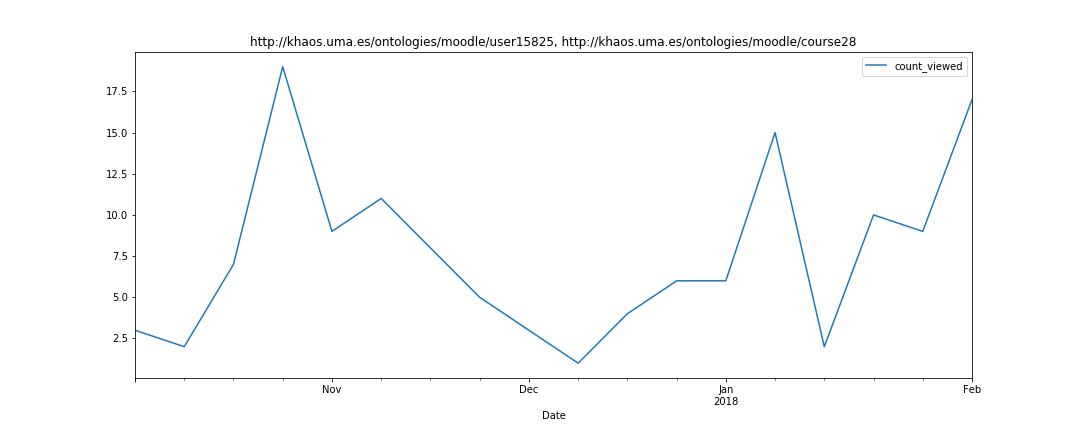 http://khaos.uma.es/ontologies/moodle/user15825, http://khaos.uma.es/ontologies/moodle/course28
count_viewed
17.5
15.0
12.5
10.0
7.5
5.0
2.5
Nov
Dec
Jan
2018
Feb
Date